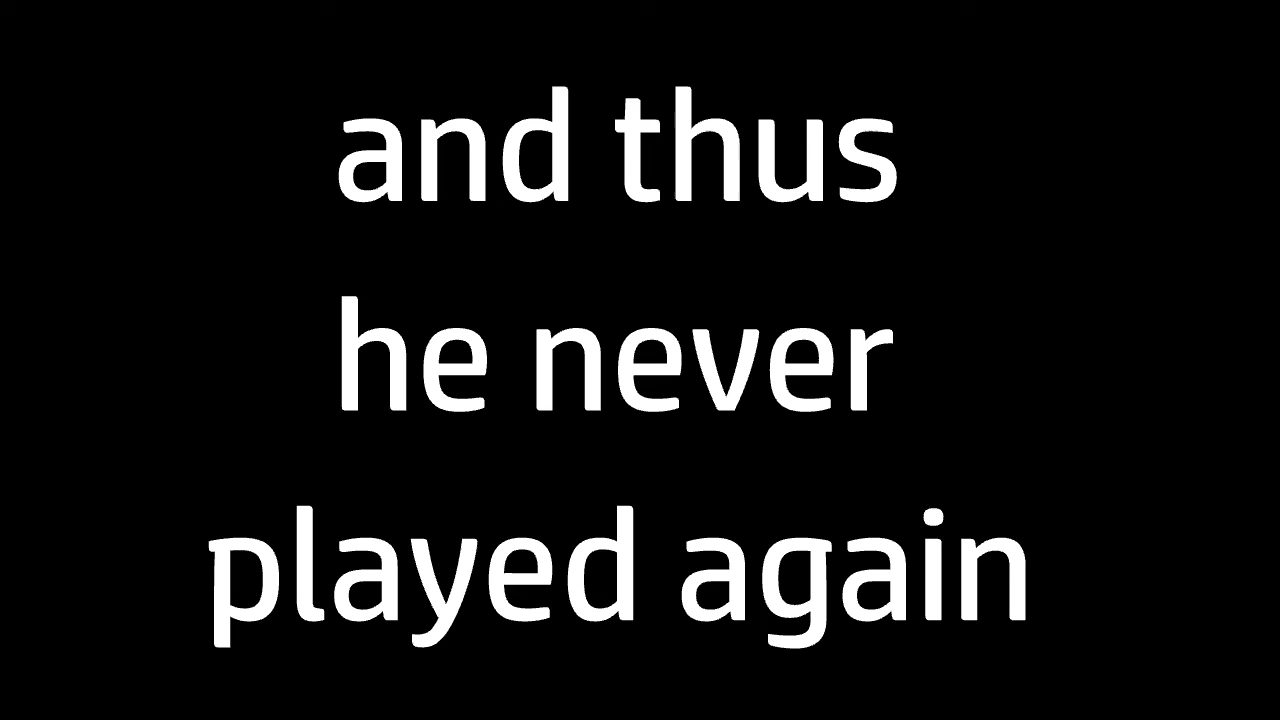 and thus
he never
played again